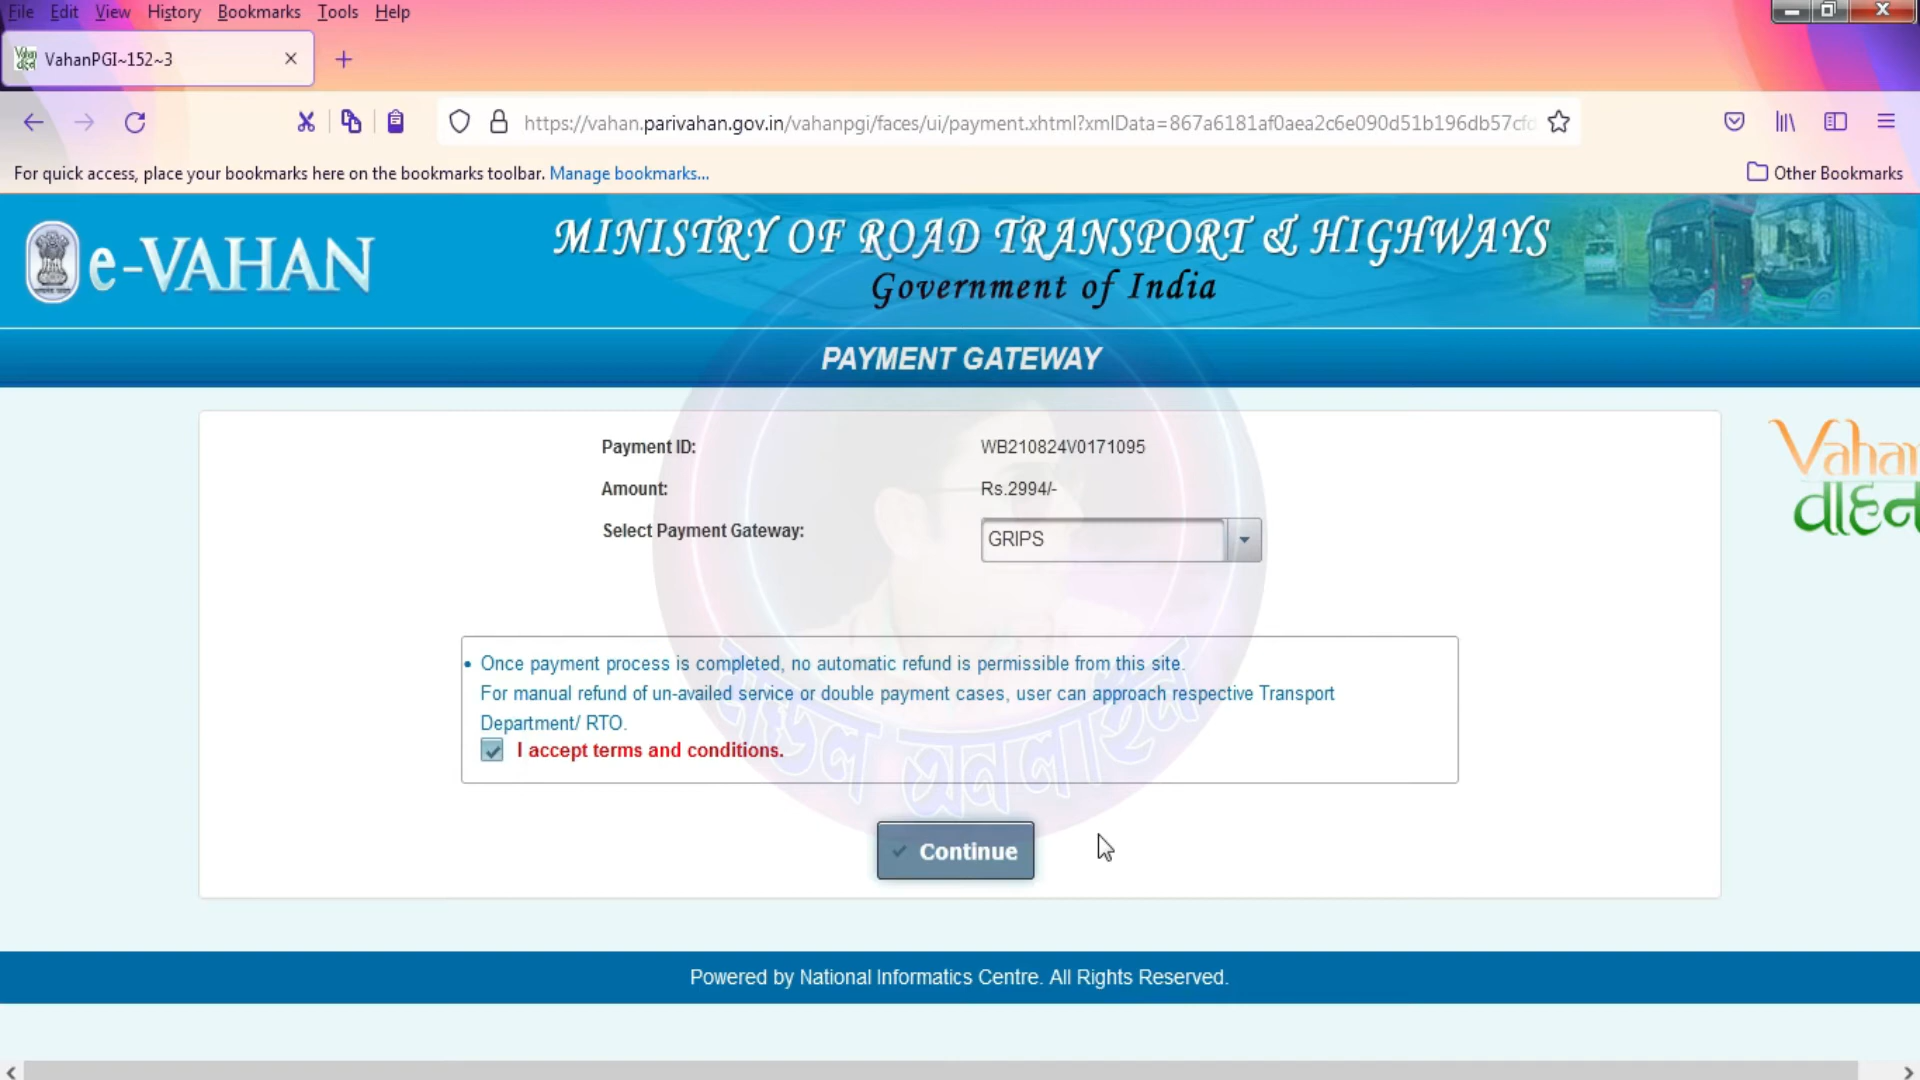 File Edit View History Bookmarks Tools Help
VahanPGI~152~3
https://vahan.parivahan.gov.in/vahanpgi/faces/ui/payment.xhtml?xmlData=867a6181af0aea2c6e090d51b196db57cfd
For quick access, place your bookmarks here on the bookmarks toolbar. Manage bookmarks...
Other Bookmarks
e-VAHAN
MINISTRY OF ROAD TRANSPORT & HIGHWAYS
Government of India
PAYMENT GATEWAY
Payment ID: WB210824V0171095
Amount: Rs.2994/-
Select Payment Gateway: GRIPS
Vahan
वाहन
Once payment process is completed, no automatic refund is permissible from this site.
For manual refund of un-availed service or double payment cases, user can approach respective Transport
Department/ RTO.
I accept terms and conditions.
অনলাইন
Continue
Powered by National Informatics Centre. All Rights Reserved.